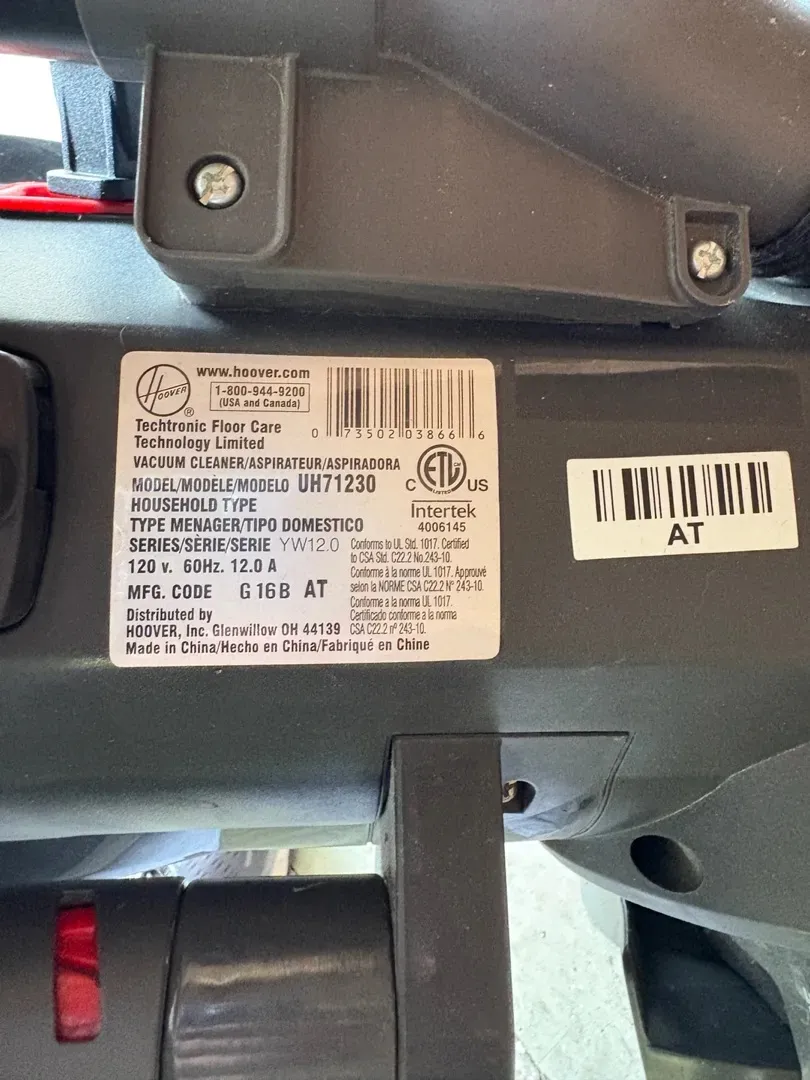 HOOVER
®
www.hoover.com
1-800-944-9200
(USA and Canada)
0 73502 03866 6
Techtronic Floor Care
Technology Limited
VACUUM CLEANER/ASPIRATEUR/ASPIRADORA
MODEL/MODÈLE/MODELO UH71230
HOUSEHOLD TYPE
TYPE MENAGER/TIPO DOMESTICO
SERIES/SÈRIE/SERIE YW12.0
120 v. 60Hz. 12.0 A
MFG. CODE G16B AT
Distributed by
HOOVER, Inc. Glenwillow OH 44139
Made in China/Hecho en China/Fabriqué en Chine
ETL
CM
LISTED
C US
Intertek
4006145
Conforms to UL Std. 1017. Certified
to CSA Std. C22.2 No.243-10.
Conforme à la norme UL 1017. Approuvé
selon la NORME CSA C22.2 N° 243-10.
Conforme a la norma UL 1017.
Certificado conforme a la norma
CSA C22.2 n° 243-10.
AT